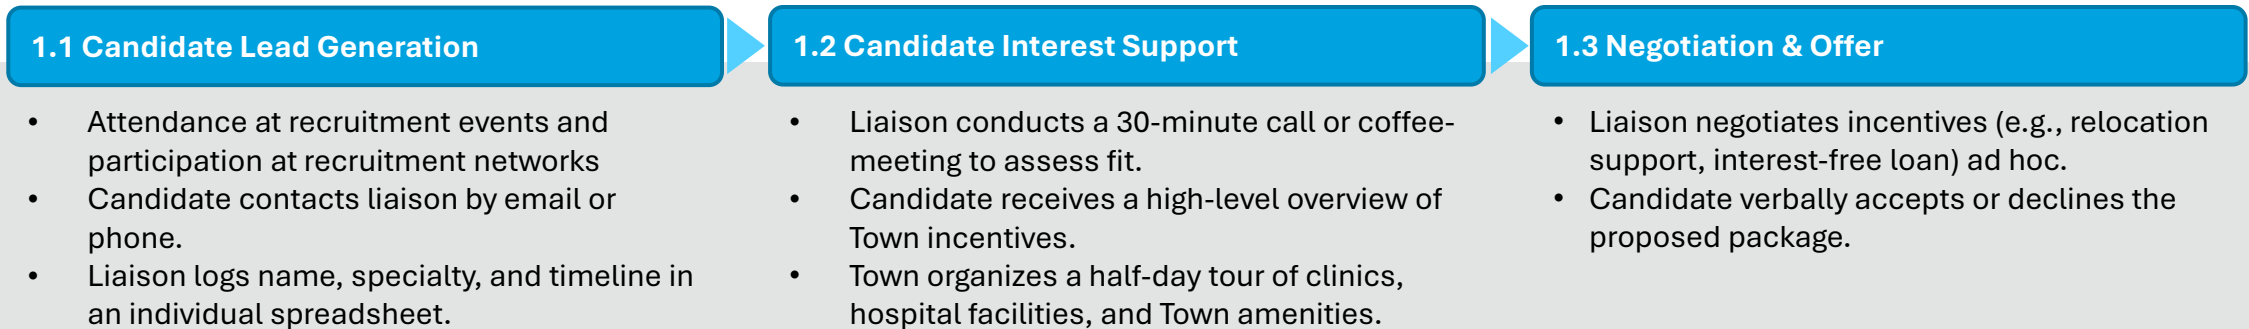 1.1 Candidate Lead Generation
• Attendance at recruitment events and
participation at recruitment networks
• Candidate contacts liaison by email or
phone.
• Liaison logs name, specialty, and timeline in
an individual spreadsheet.
1.2 Candidate Interest Support
• Liaison conducts a 30-minute call or coffee-
meeting to assess fit.
• Candidate receives a high-level overview of
Town incentives.
• Town organizes a half-day tour of clinics,
hospital facilities, and Town amenities.
1.3 Negotiation & Offer
• Liaison negotiates incentives (e.g., relocation
support, interest-free loan) ad hoc.
• Candidate verbally accepts or declines the
proposed package.